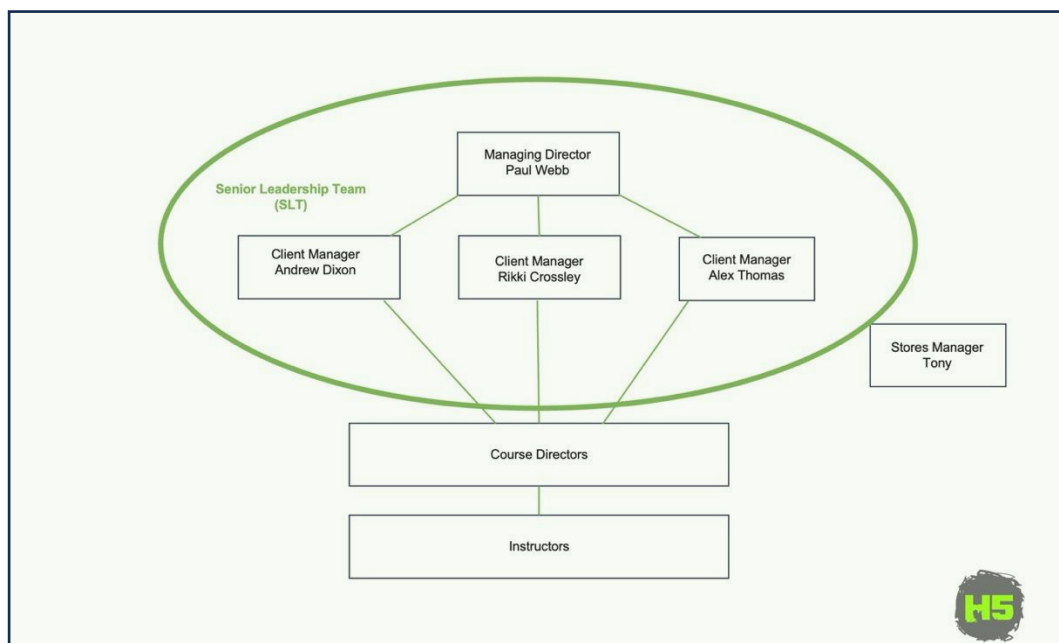 Managing Director
Paul Webb
Senior Leadership Team
(SLT)
Client Manager
Andrew Dixon
Client Manager
Rikki Crossley
Client Manager
Alex Thomas
Stores Manager
Tony
Course Directors
Instructors
H5